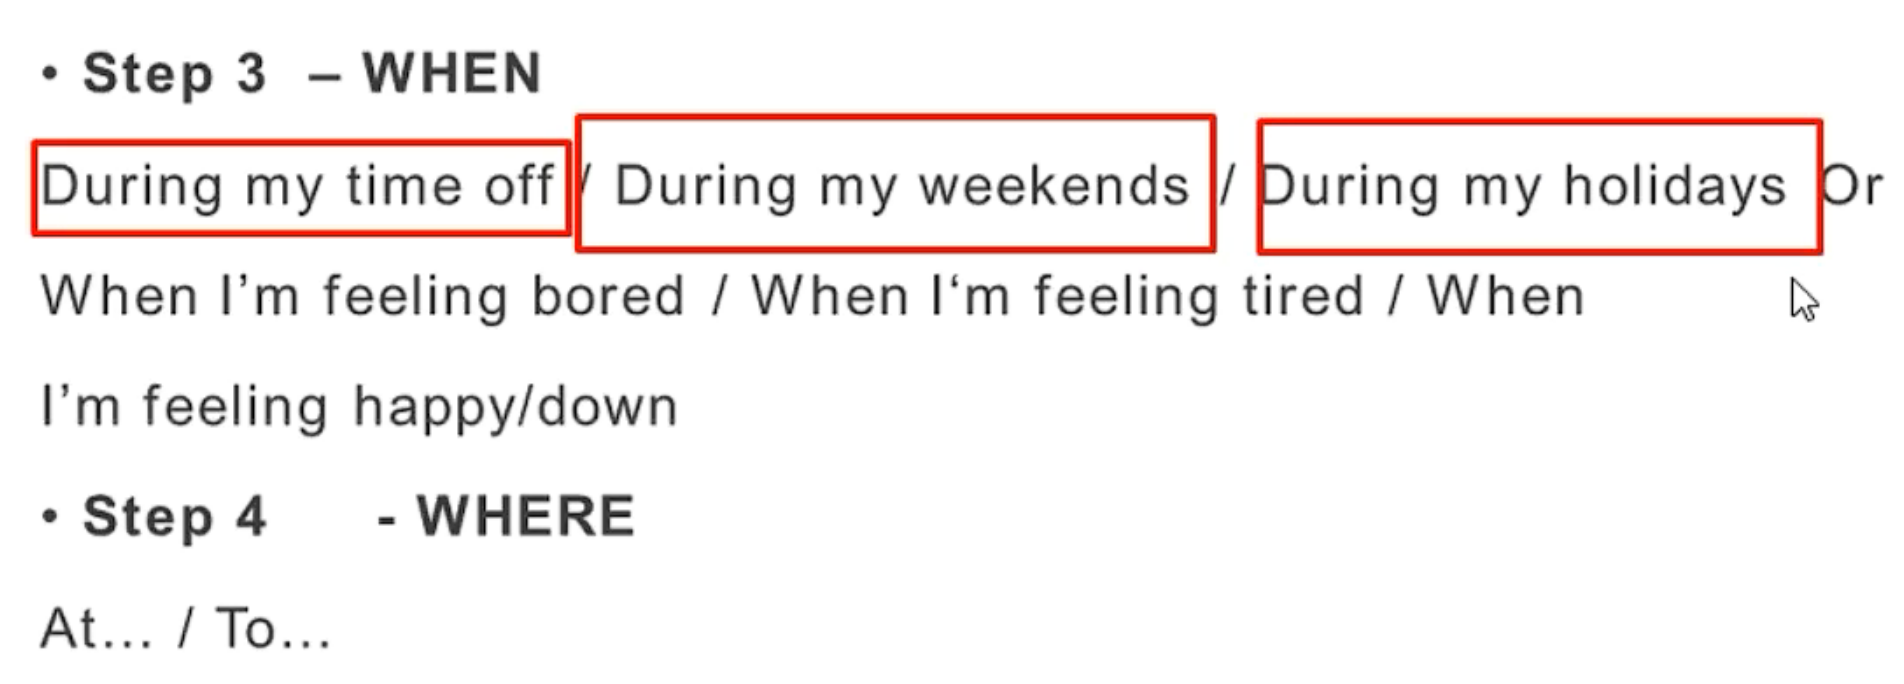 • Step 3 – WHEN
During my time off / During my weekends / During my holidays Or
When I’m feeling bored / When I‘m feeling tired / When
I’m feeling happy/down
• Step 4 - WHERE
At... / To...